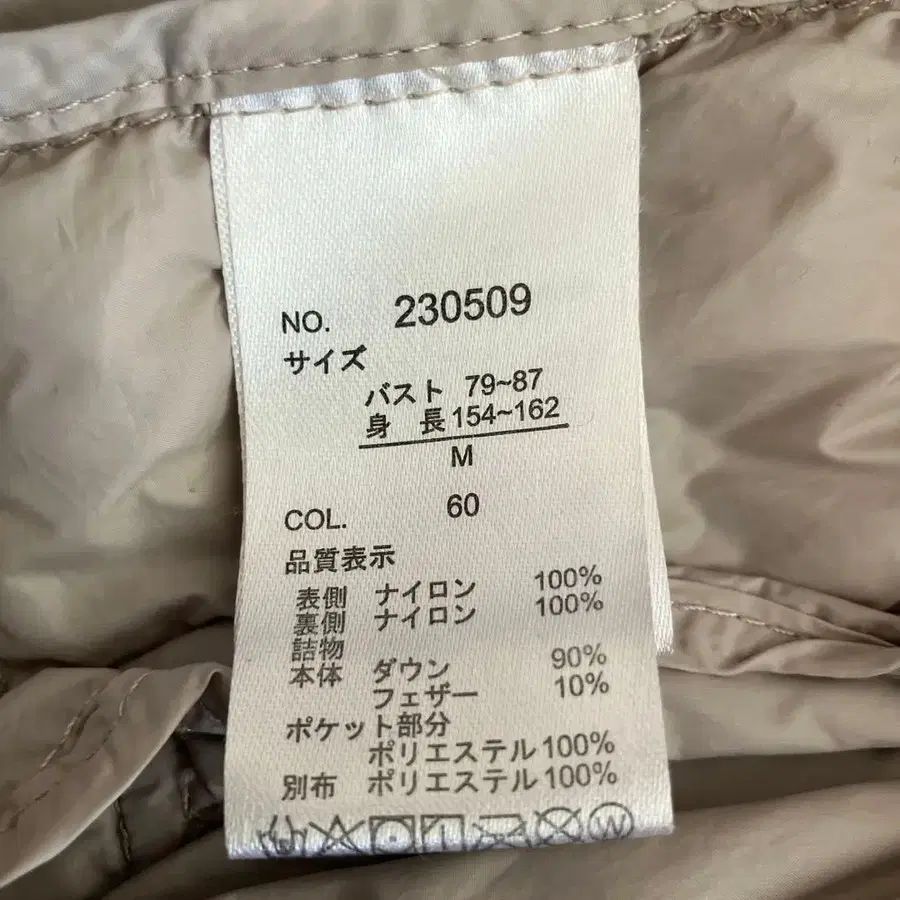 NO. 230509
サイズ
バスト 79~87
身 長 154~162
M
COL. 60
品質表示
表側 ナイロン 100%
裏側 ナイロン 100%
詰物
本体 ダウン 90%
フェザー 10%
ポケット部分
ポリエステル 100%
別布 ポリエステル 100%
W